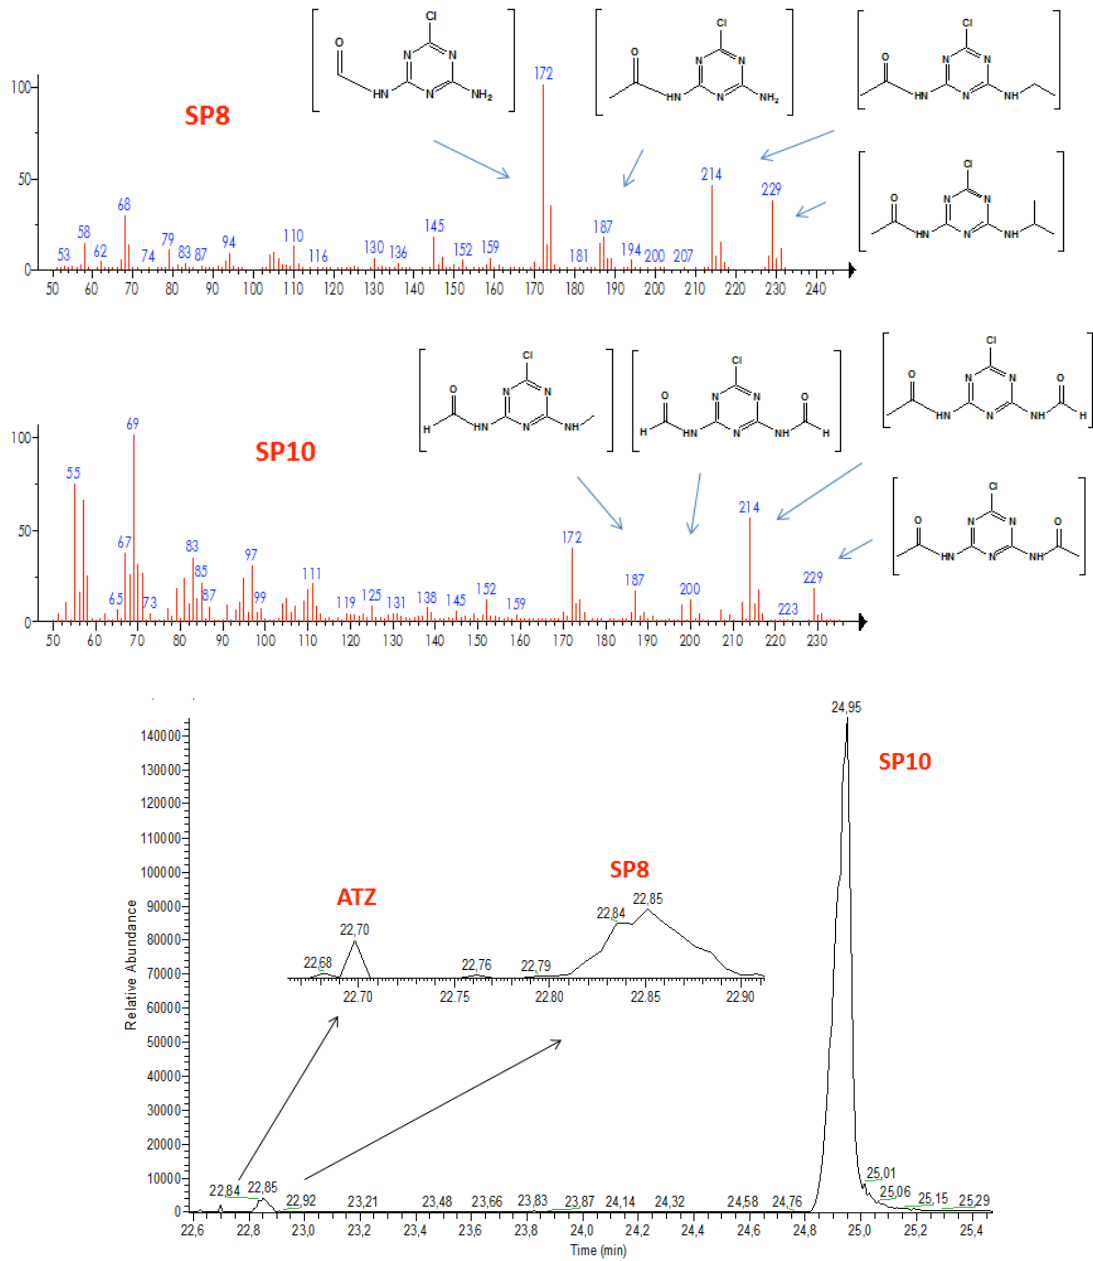 SP8
100
50
0
53
58
62
68
74
79
83
87
94
110
116
130
136
145
152
159
172
181
187
194
200
207
214
229
50 60 70 80 90 100 110 120 130 140 150 160 170 180 190 200 210 220 230 240
Cl
O
N N
HN N NH₂
Cl
O
N N
NH N NH₂
Cl
O
N N
NH N NH
Cl
O
N N
NH N NH
SP10
100
50
0
55
65
67
69
73
83
85
87
97
99
111
119
125
131
138
145
152
159
172
187
200
214
223
229
50 60 70 80 90 100 110 120 130 140 150 160 170 180 190 200 210 220 230
Cl
O
N N
H NH N NH
Cl
O O
N N
H NH N NH H
Cl
O O
N N
HN N NH H
Cl
O O
N N
HN N NH
24,95
SP10
140000
130000
120000
110000
100000
90000
80000
70000
60000
50000
40000
30000
20000
10000
0
Relative Abundance
ATZ
SP8
22,68
22,70
22,76
22,79
22,84
22,85
22.70 22.75 22.80 22.85 22.90
22,84 22,85
22,92 23,21 23,48 23,66 23,83 23,87 24,14 24,32 24,58 24,76
25,01
25,06
25,15 25,29
22,6 22,8 23,0 23,2 23,4 23,6 23,8 24,0 24,2 24,4 24,6 24,8 25,0 25,2 25,4
Time (min)